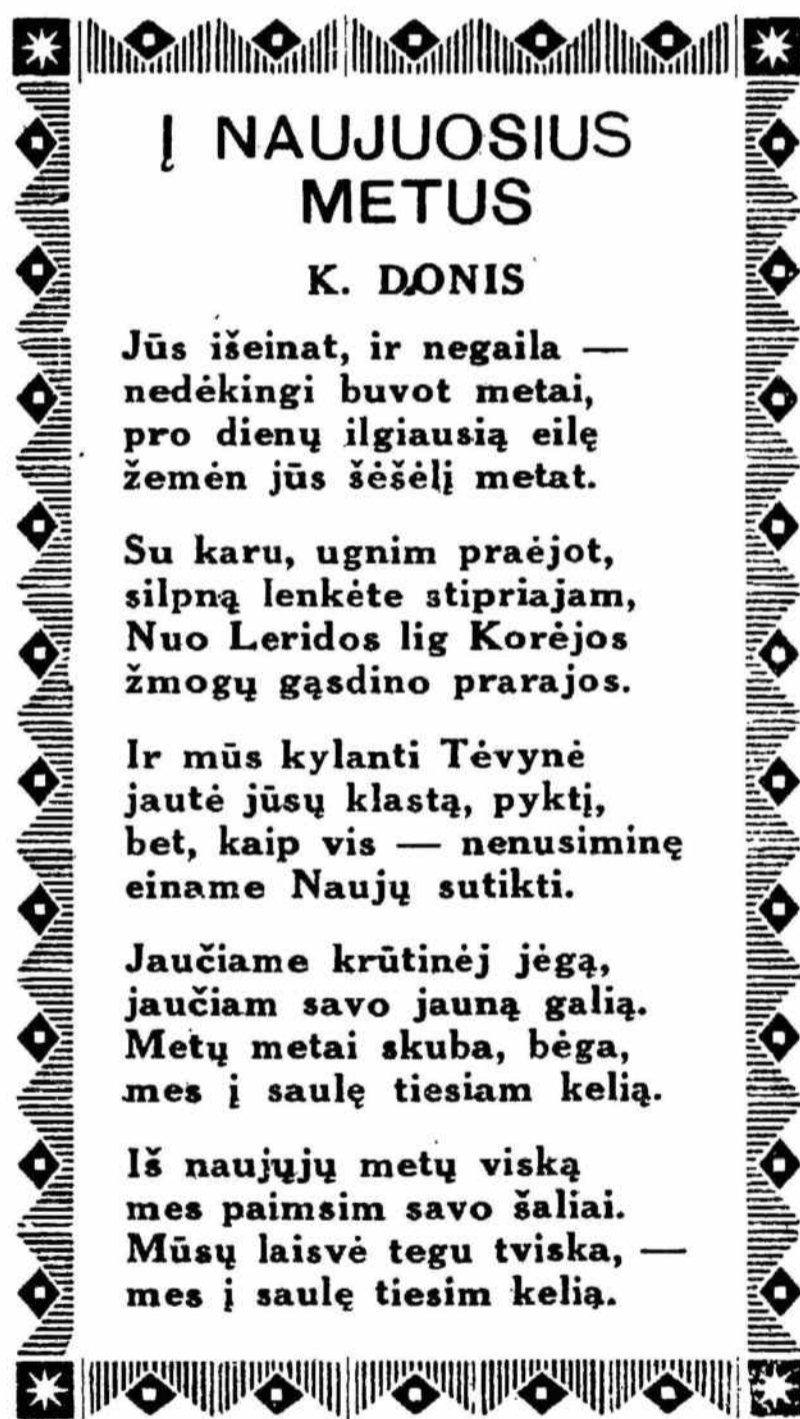 Į NAUJUOSIUS
METUS
K. DONIS
Jūs išeinat, ir negaila —
nedėkingi buvot metai,
pro dienų ilgiausią eilę
žemėn jūs šėšėlį metat.
Su karu, ugnim praėjot,
silpną lenkėte stipriajam,
Nuo Leridos lig Korėjos
žmogų gąsdino prarajos.
Ir mūs kylanti Tėvynė
jautė jūsų klastą, pyktį,
bet, kaip vis — nenusiminę
einame Naujų sutikti.
Jaučiame krūtinėj jėgą,
jaučiam savo jauną galią.
Metų metai skuba, bėga,
mes į saulę tiesiam kelią.
Iš naujųjų metų viską
mes paimsim savo šaliai.
Mūsų laisvė tegu tviska, —
mes į saulę tiesim kelią.